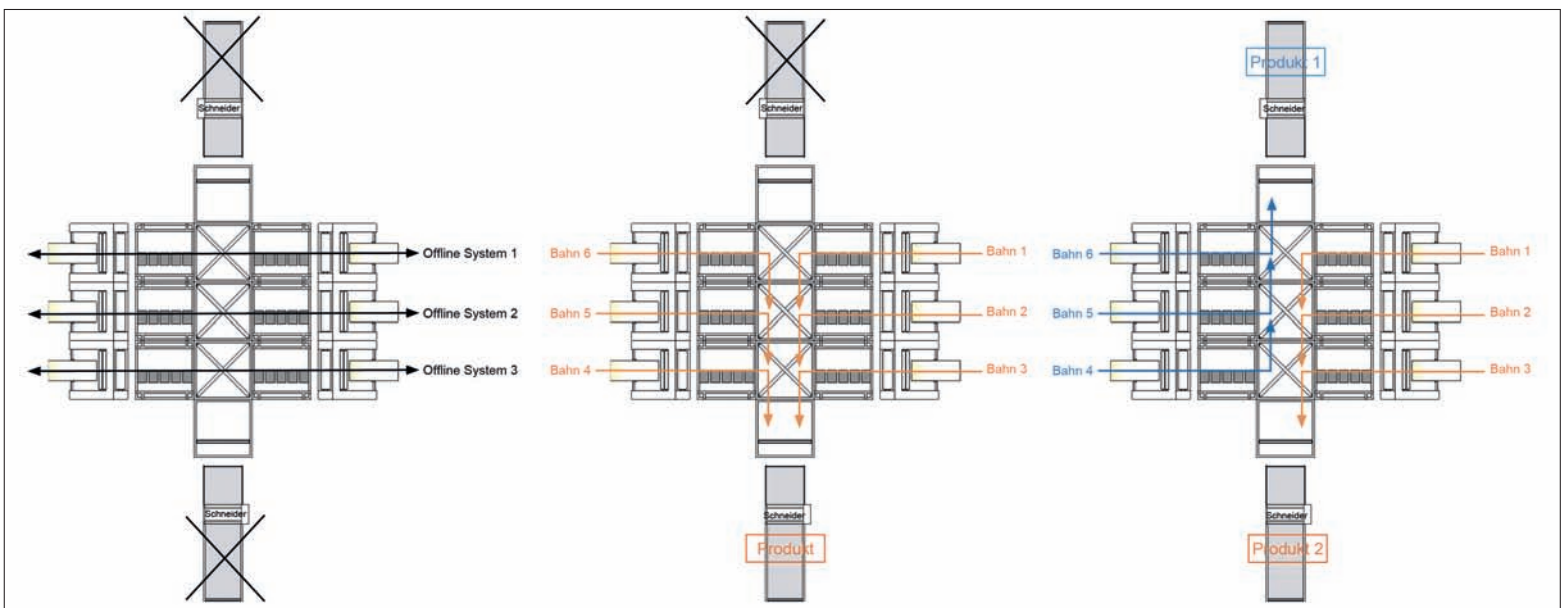 Schneider
Offline System 1
Offline System 2
Offline System 3
Schneider
Schneider
Bahn 6
Bahn 1
Bahn 5
Bahn 2
Bahn 4
Bahn 3
Schneider
Produkt
Produkt 1
Schneider
Bahn 6
Bahn 1
Bahn 5
Bahn 2
Bahn 4
Bahn 3
Schneider
Produkt 2